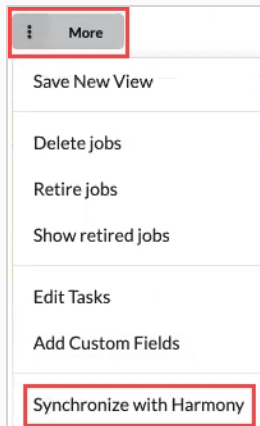 More
Save New View
Delete jobs
Retire jobs
Show retired jobs
Edit Tasks
Add Custom Fields
Synchronize with Harmony